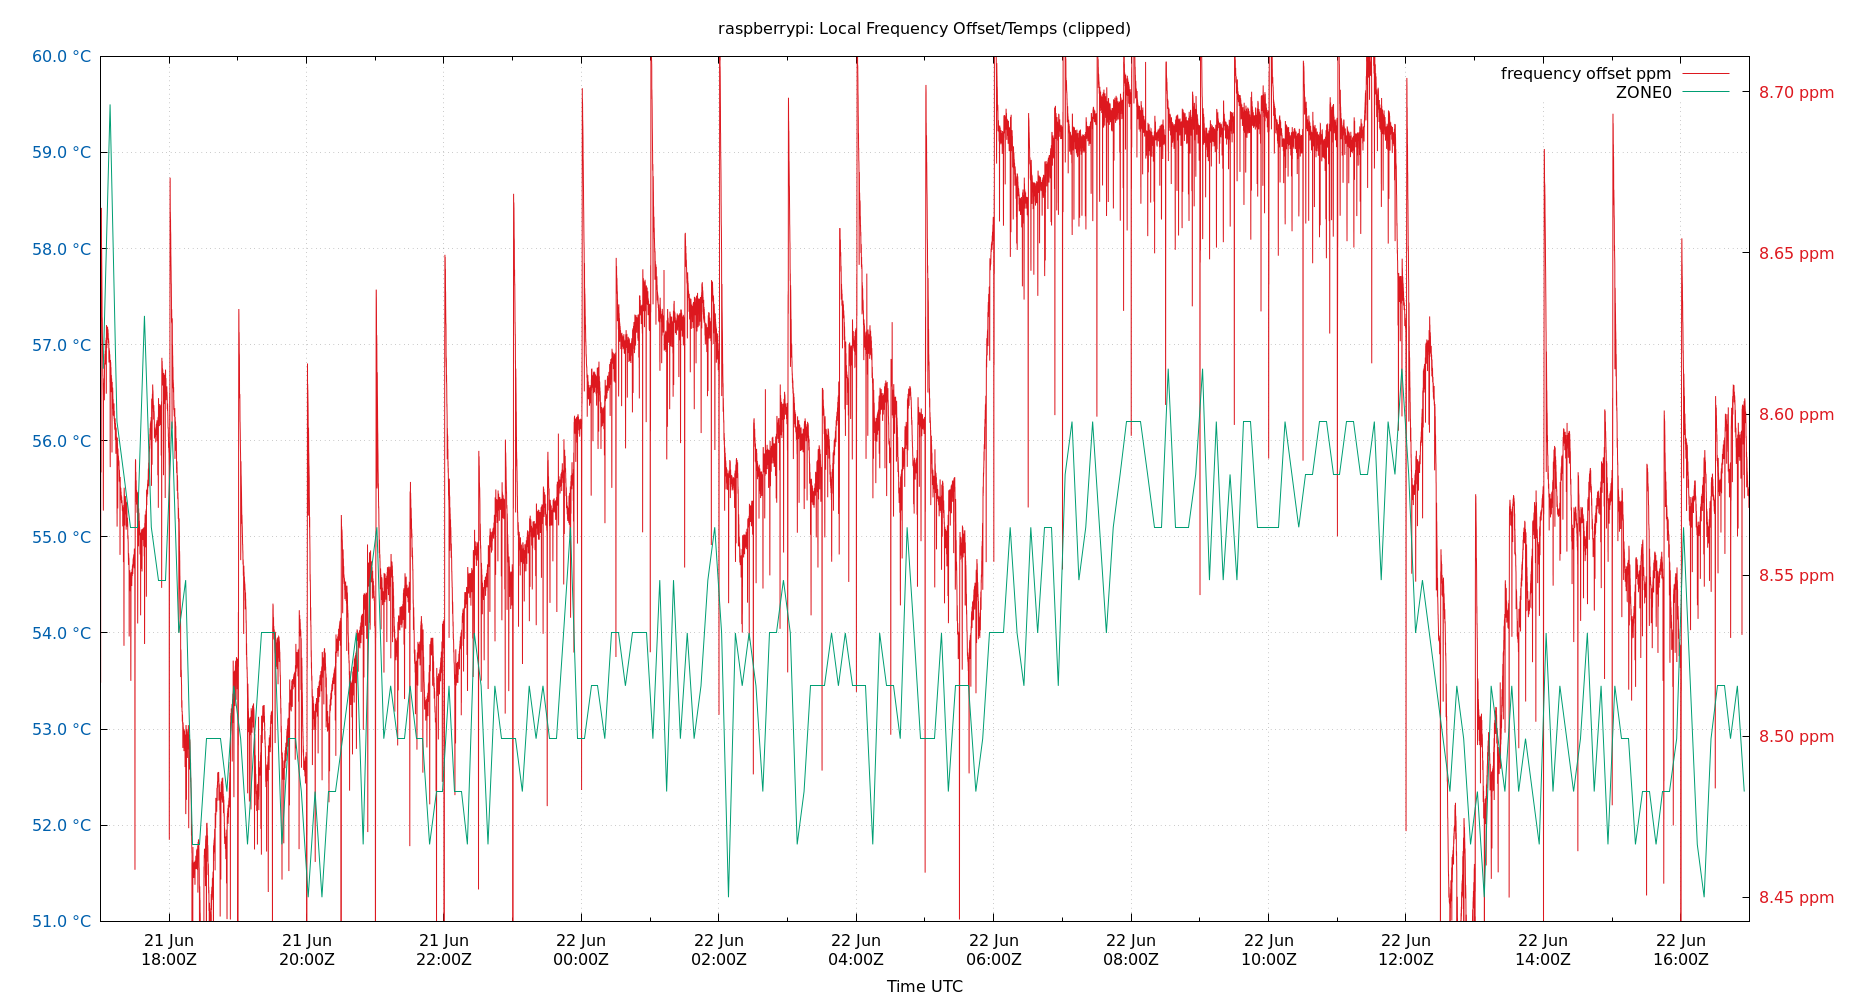 raspberrypi: Local Frequency Offset/Temps (clipped)
60.0 °C
59.0 °C
58.0 °C
57.0 °C
56.0 °C
55.0 °C
54.0 °C
53.0 °C
52.0 °C
51.0 °C
frequency offset ppm
ZONE0
8.70 ppm
8.65 ppm
8.60 ppm
8.55 ppm
8.50 ppm
8.45 ppm
21 Jun 21 Jun 21 Jun 22 Jun 22 Jun 22 Jun 22 Jun 22 Jun 22 Jun 22 Jun 22 Jun 22 Jun
18:00Z 20:00Z 22:00Z 00:00Z 02:00Z 04:00Z 06:00Z 08:00Z 10:00Z 12:00Z 14:00Z 16:00Z
Time UTC